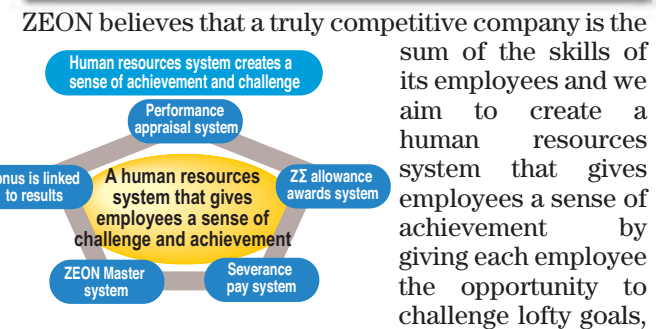 ZEON believes that a truly competitive company is the
sum of the skills of
its employees and we
aim to create a
human resources
system that gives
employees a sense of
achievement by
giving each employee
the opportunity to
challenge lofty goals,
Human resources system creates a
sense of achievement and challenge
Performance
appraisal system
onus is linked
to results
A human resources
system that gives
employees a sense of
challenge and achievement
ZΣ allowance
awards system
ZEON Master
system
Severance
pay system